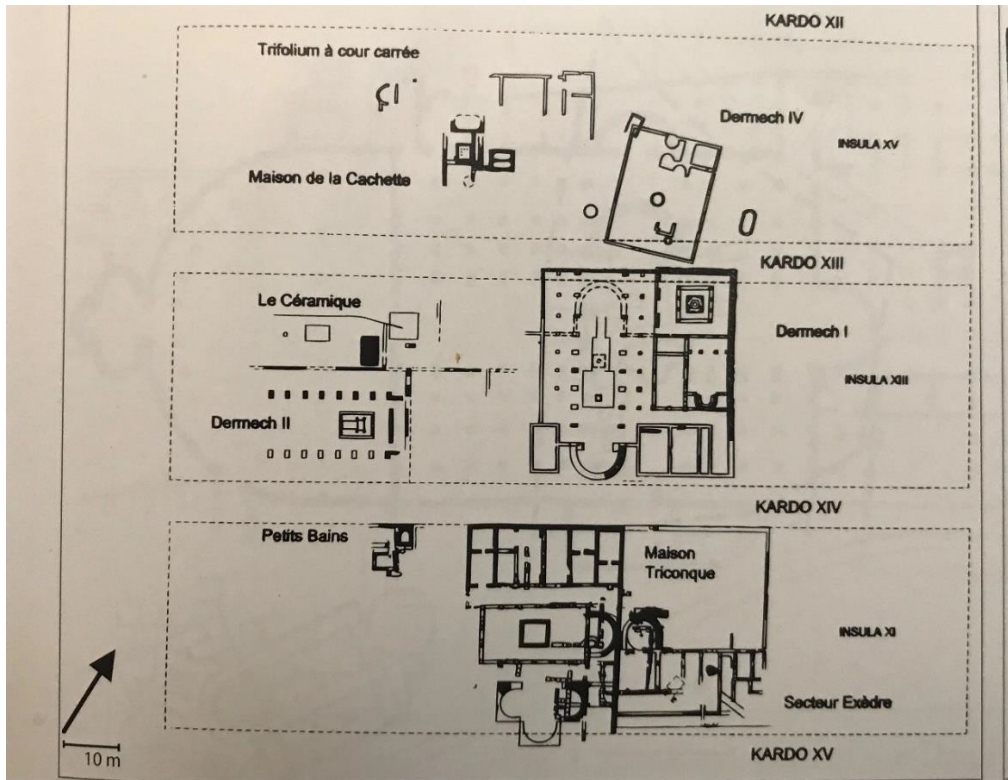 KARDO XII
Trifolium à cour carrée
Dermech IV
INSULA XV
Maison de la Cachette
KARDO XIII
Le Céramique
Dermech I
INSULA XIII
Dermech II
KARDO XIV
Petits Bains
Maison
Triconque
INSULA XI
Secteur Exèdre
KARDO XV
10 m